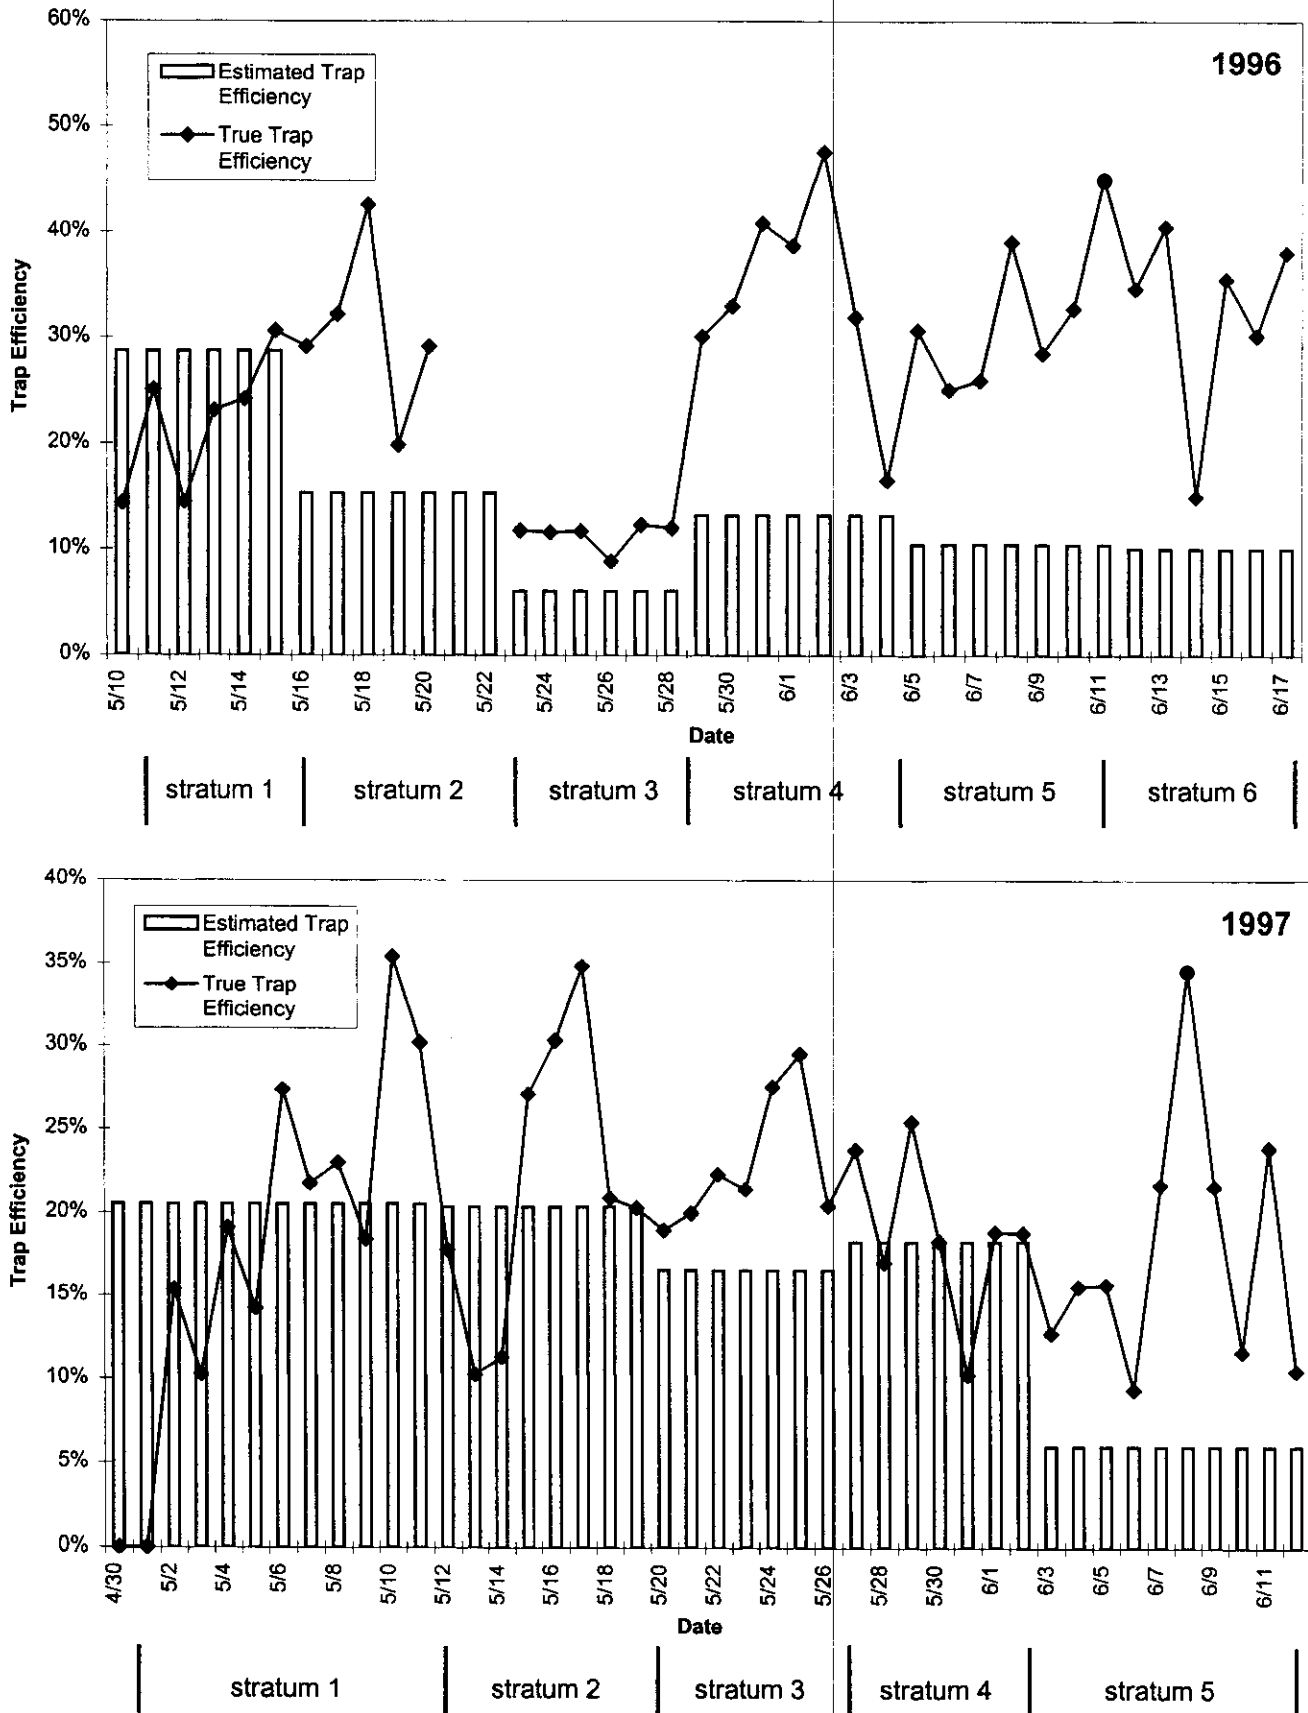 60%
1996
Estimated Trap
Efficiency
True Trap
Efficiency
50%
40%
30%
20%
10%
0%
Trap Efficiency
5/10 5/12 5/14 5/16 5/18 5/20 5/22 5/24 5/26 5/28 5/30 6/1 6/3 6/5 6/7 6/9 6/11 6/13 6/15 6/17
Date
stratum 1 stratum 2 stratum 3 stratum 4 stratum 5 stratum 6
40%
1997
Estimated Trap
Efficiency
True Trap
Efficiency
35%
30%
25%
20%
15%
10%
5%
0%
Trap Efficiency
4/30 5/2 5/4 5/6 5/8 5/10 5/12 5/14 5/16 5/18 5/20 5/22 5/24 5/26 5/28 5/30 6/1 6/3 6/5 6/7 6/9 6/11
Date
stratum 1 stratum 2 stratum 3 stratum 4 stratum 5